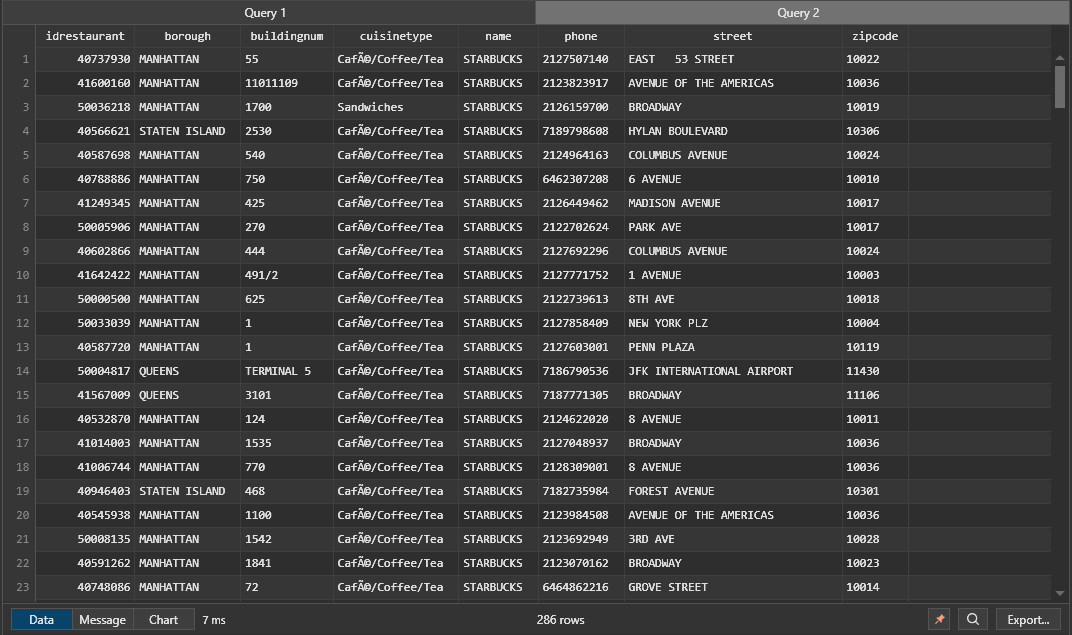 Query 1 Query 2
idrestaurant borough buildingnum cuisinetype name phone street zipcode
1 40737930 MANHATTAN 55 CafÃ©/Coffee/Tea STARBUCKS 2127507140 EAST   53 STREET 10022
2 41600160 MANHATTAN 11011109 CafÃ©/Coffee/Tea STARBUCKS 2123823917 AVENUE OF THE AMERICAS 10036
3 50036218 MANHATTAN 1700 Sandwiches STARBUCKS 2126159700 BROADWAY 10019
4 40566621 STATEN ISLAND 2530 CafÃ©/Coffee/Tea STARBUCKS 7189798608 HYLAN BOULEVARD 10306
5 40587698 MANHATTAN 540 CafÃ©/Coffee/Tea STARBUCKS 2124964163 COLUMBUS AVENUE 10024
6 40788886 MANHATTAN 750 CafÃ©/Coffee/Tea STARBUCKS 6462307208 6 AVENUE 10010
7 41249345 MANHATTAN 425 CafÃ©/Coffee/Tea STARBUCKS 2126449462 MADISON AVENUE 10017
8 50005906 MANHATTAN 270 CafÃ©/Coffee/Tea STARBUCKS 2122702624 PARK AVE 10017
9 40602866 MANHATTAN 444 CafÃ©/Coffee/Tea STARBUCKS 2127692296 COLUMBUS AVENUE 10024
10 41642422 MANHATTAN 491/2 CafÃ©/Coffee/Tea STARBUCKS 2127771752 1 AVENUE 10003
11 50000500 MANHATTAN 625 CafÃ©/Coffee/Tea STARBUCKS 2122739613 8TH AVE 10018
12 50033039 MANHATTAN 1 CafÃ©/Coffee/Tea STARBUCKS 2127858409 NEW YORK PLZ 10004
13 40587720 MANHATTAN 1 CafÃ©/Coffee/Tea STARBUCKS 2127603001 PENN PLAZA 10119
14 50004817 QUEENS TERMINAL 5 CafÃ©/Coffee/Tea STARBUCKS 7186790536 JFK INTERNATIONAL AIRPORT 11430
15 41567009 QUEENS 3101 CafÃ©/Coffee/Tea STARBUCKS 7187771305 BROADWAY 11106
16 40532870 MANHATTAN 124 CafÃ©/Coffee/Tea STARBUCKS 2124622020 8 AVENUE 10011
17 41014003 MANHATTAN 1535 CafÃ©/Coffee/Tea STARBUCKS 2127048937 BROADWAY 10036
18 41006744 MANHATTAN 770 CafÃ©/Coffee/Tea STARBUCKS 2128309001 8 AVENUE 10036
19 40946403 STATEN ISLAND 468 CafÃ©/Coffee/Tea STARBUCKS 7182735984 FOREST AVENUE 10301
20 40545938 MANHATTAN 1100 CafÃ©/Coffee/Tea STARBUCKS 2123984508 AVENUE OF THE AMERICAS 10036
21 50008135 MANHATTAN 1542 CafÃ©/Coffee/Tea STARBUCKS 2123692949 3RD AVE 10028
22 40591262 MANHATTAN 1841 CafÃ©/Coffee/Tea STARBUCKS 2123070162 BROADWAY 10023
23 40748086 MANHATTAN 72 CafÃ©/Coffee/Tea STARBUCKS 6464862216 GROVE STREET 10014
Data Message Chart 7 ms 286 rows Export...